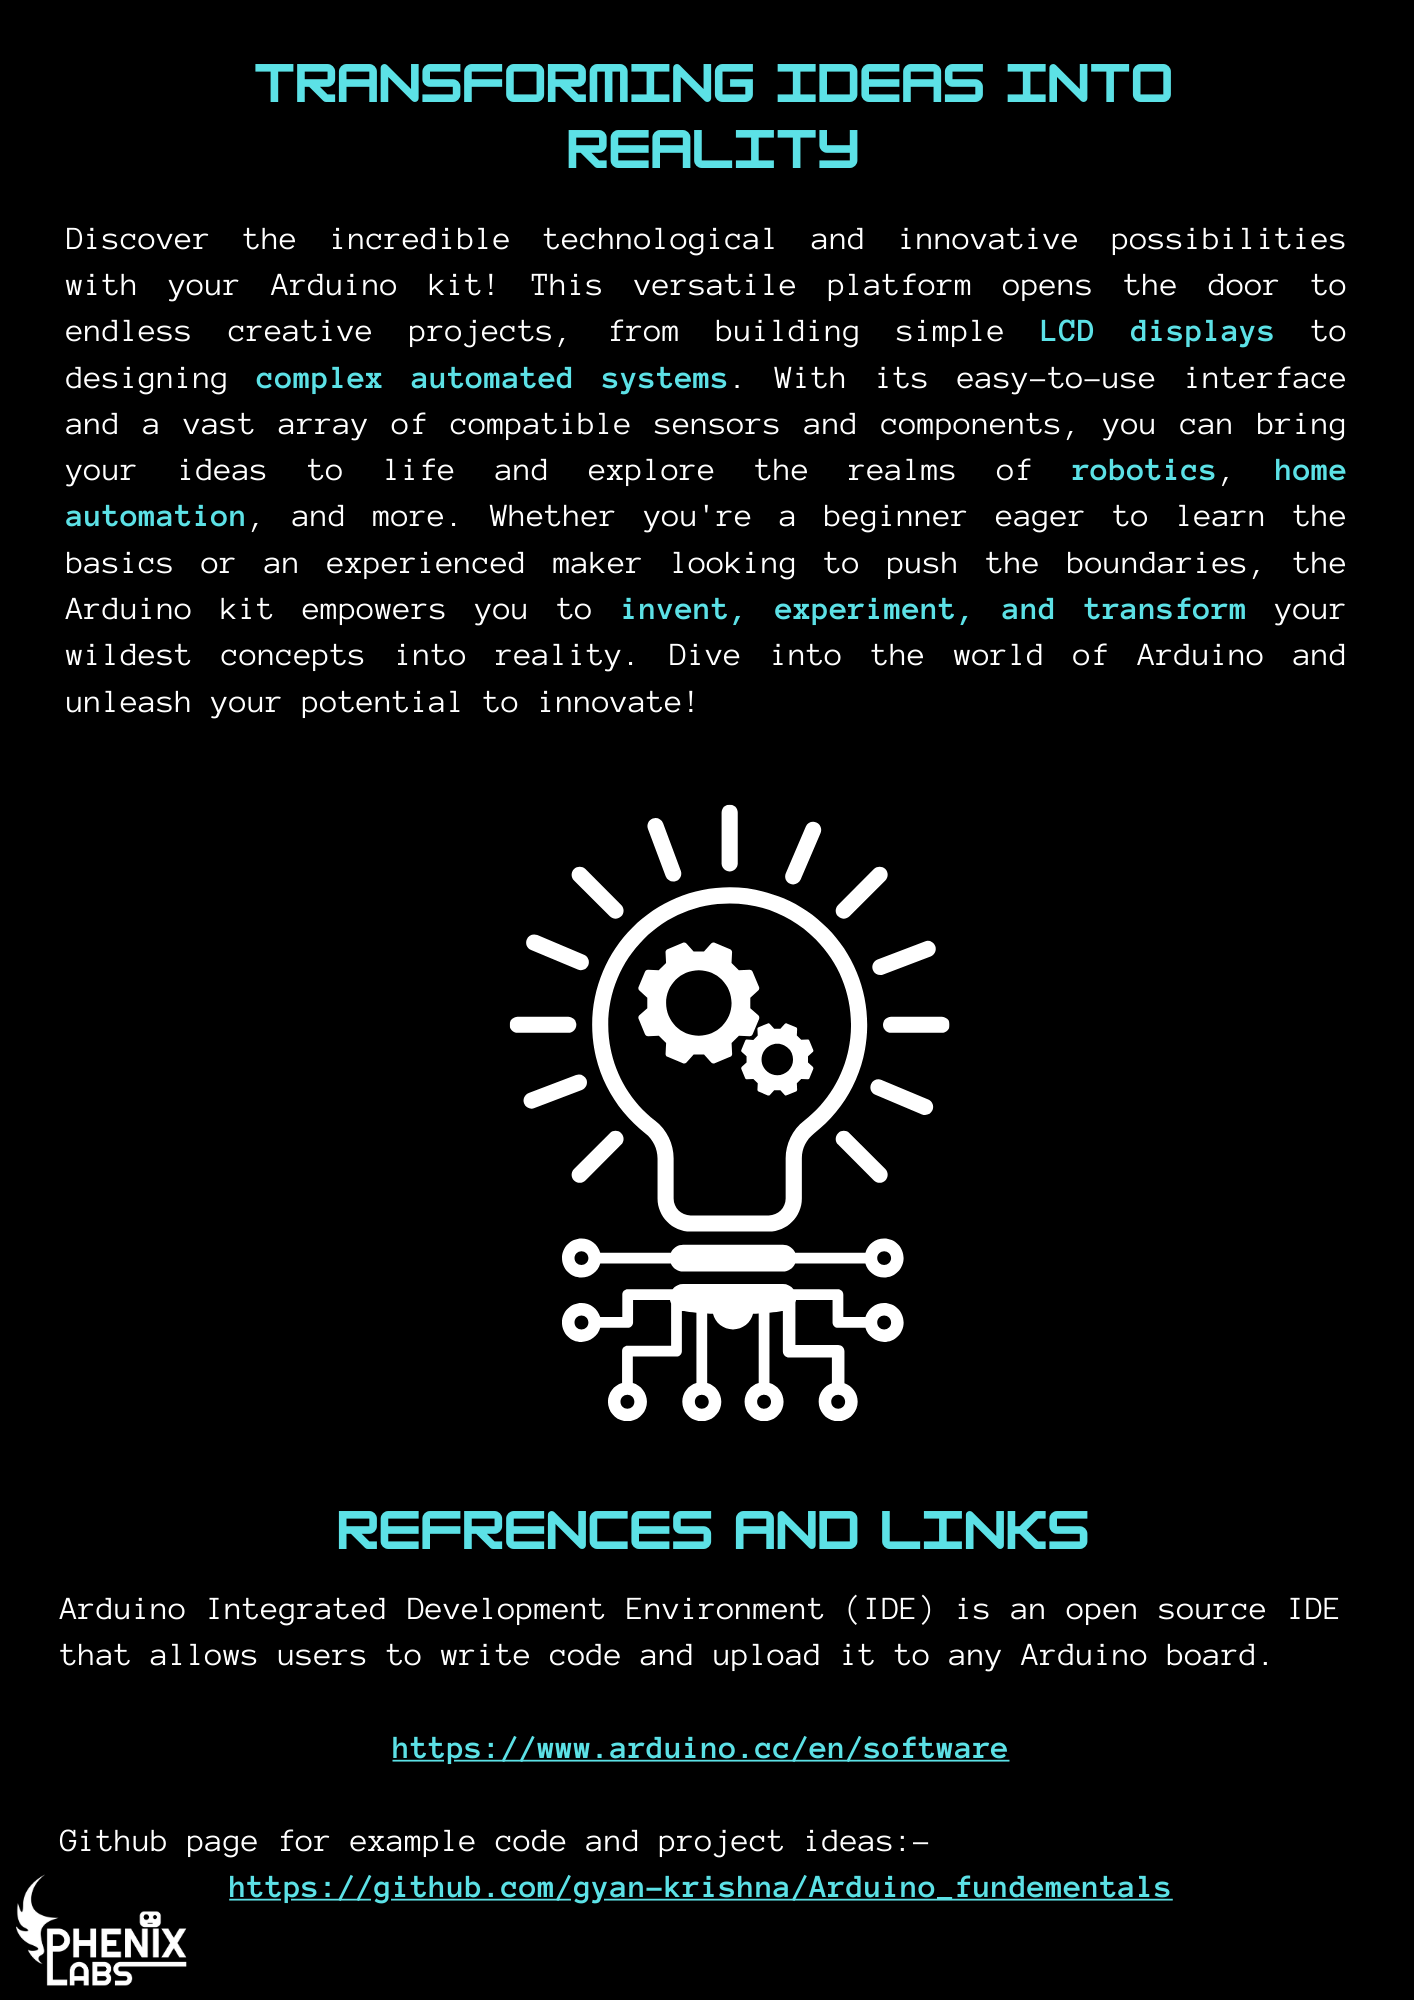 TRANSFORMING IDEAS INTO
REALITY
Discover the incredible technological and innovative possibilities
with your Arduino kit! This versatile platform opens the door to
endless creative projects, from building simple LCD displays to
designing complex automated systems. With its easy-to-use interface
and a vast array of compatible sensors and components, you can bring
your ideas to life and explore the realms of robotics, home
automation, and more. Whether you're a beginner eager to learn the
basics or an experienced maker looking to push the boundaries, the
Arduino kit empowers you to invent, experiment, and transform your
wildest concepts into reality. Dive into the world of Arduino and
unleash your potential to innovate!
REFRENCES AND LINKS
Arduino Integrated Development Environment (IDE) is an open source IDE
that allows users to write code and upload it to any Arduino board.
https://www.arduino.cc/en/software
Github page for example code and project ideas:-
https://github.com/gyan-krishna/Arduino_fundementals
PHENIX
LABS